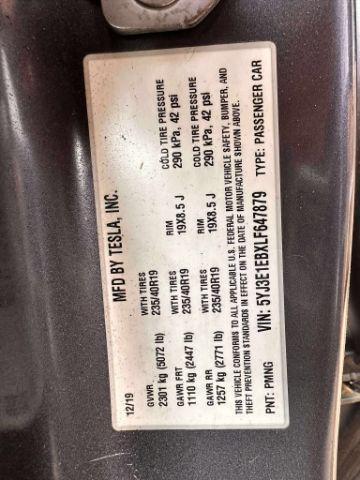 MFD BY TESLA, INC.
12/19
GVWR WITH TIRES RIM COLD TIRE PRESSURE
2301 kg (5072 lb) 235/40R19 19X8.5 J 290 kPa, 42 psi
GAWR FRT WITH TIRES RIM COLD TIRE PRESSURE
1110 kg (2447 lb) 235/40R19 19X8.5 J 290 kPa, 42 psi
GAWR RR WITH TIRES
1257 kg (2771 lb) 235/40R19
THIS VEHICLE CONFORMS TO ALL APPLICABLE U.S. FEDERAL MOTOR VEHICLE SAFETY, BUMPER, AND
THEFT PREVENTION STANDARDS IN EFFECT ON THE DATE OF MANUFACTURE SHOWN ABOVE.
VIN: 5YJ3E1EBXLF647879
PNT: PMNG TYPE: PASSENGER CAR